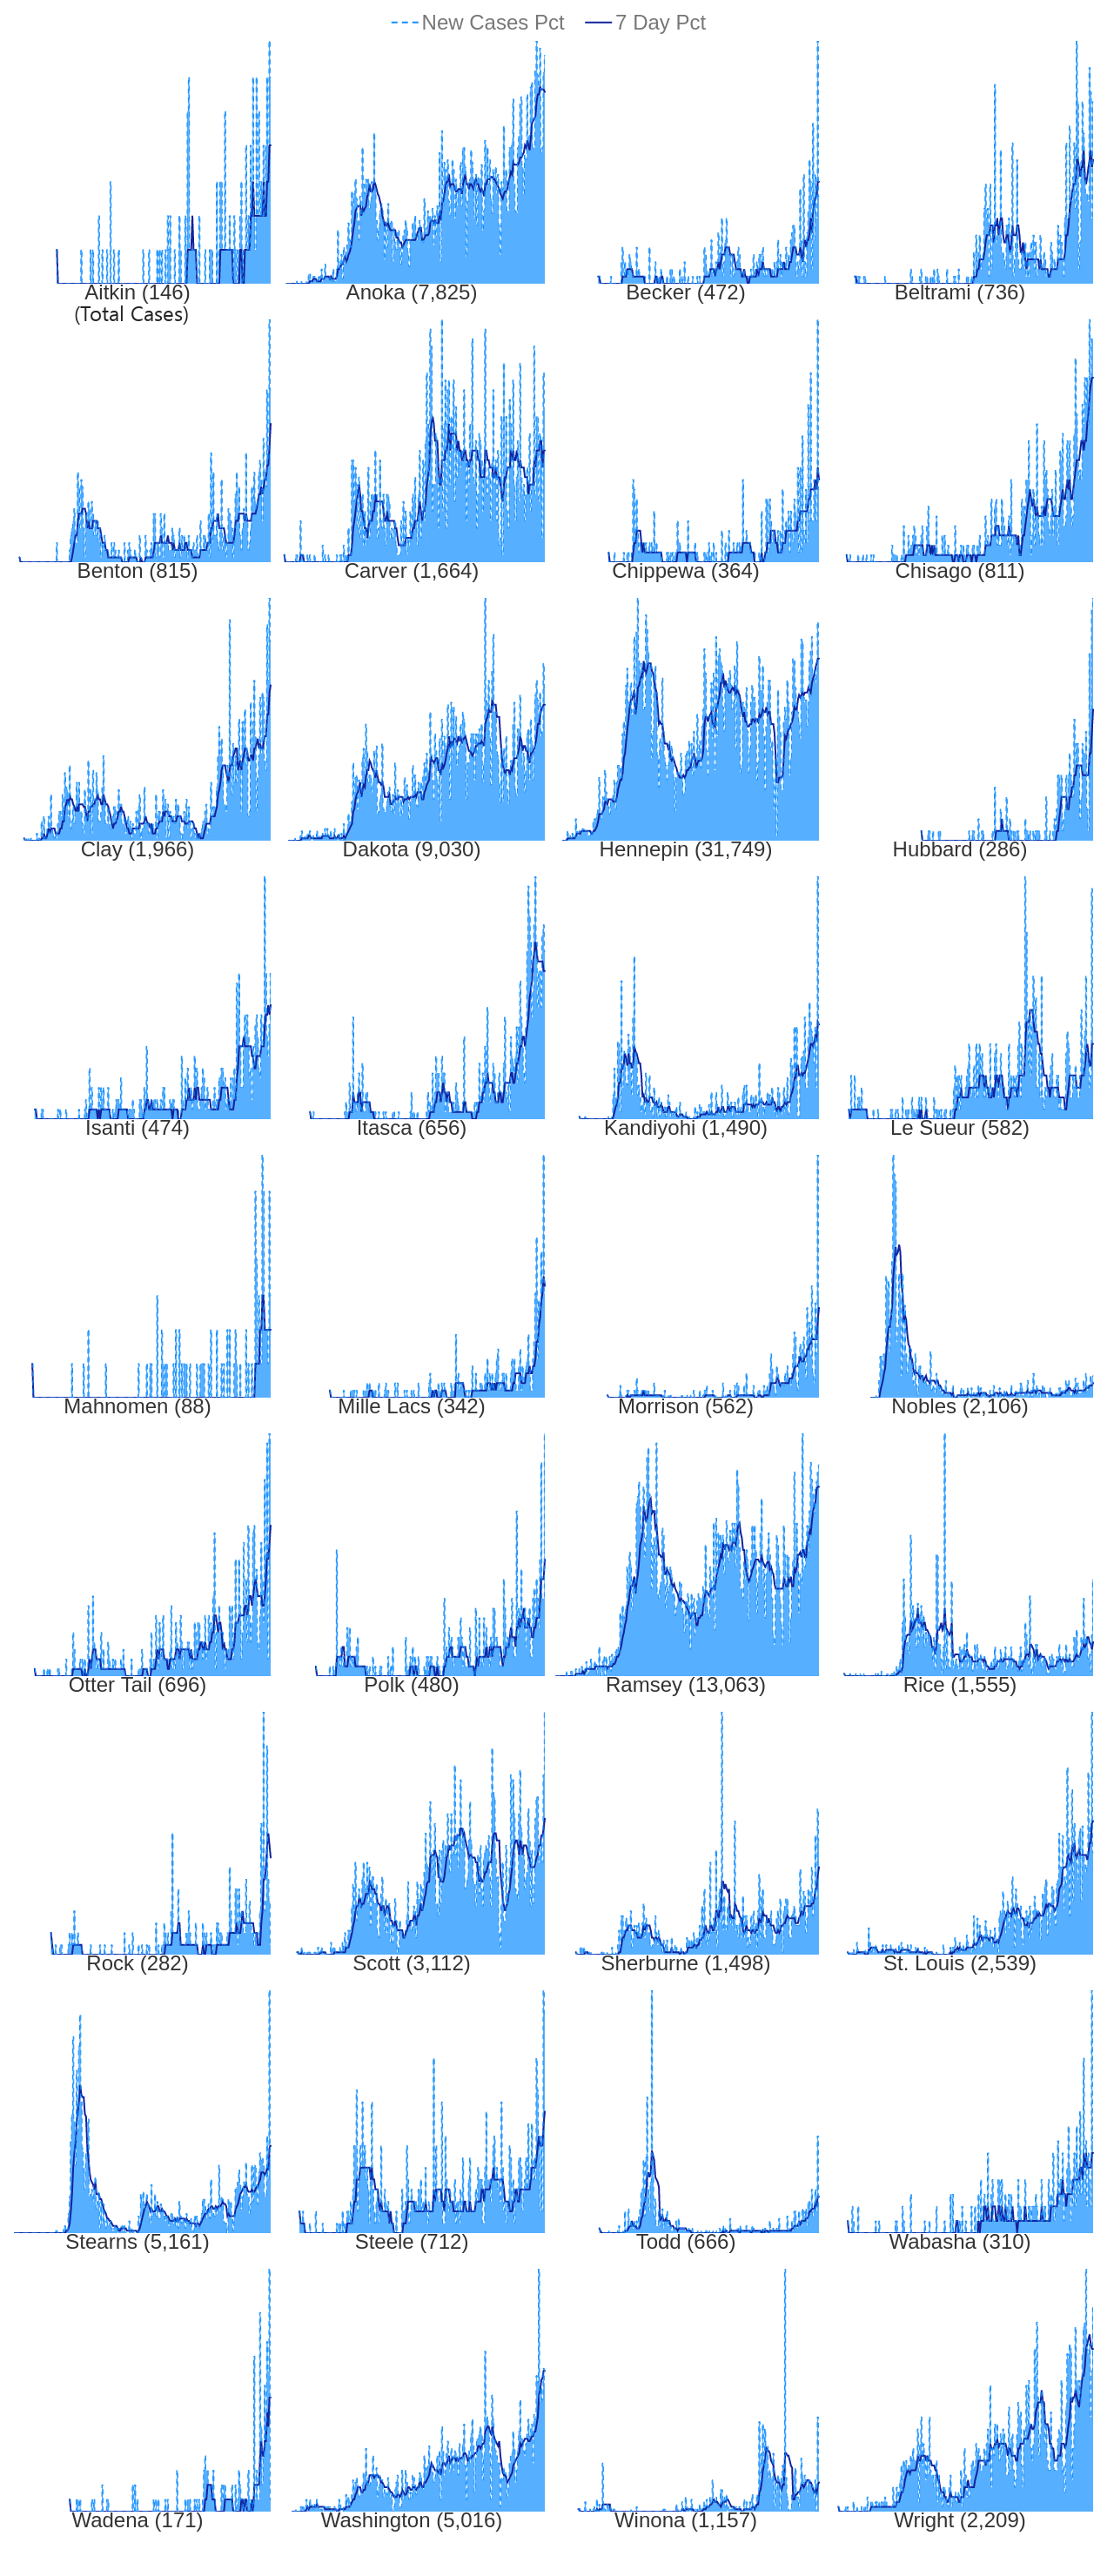 New Cases Pct 7 Day Pct
Aitkin (146) Anoka (7,825) Becker (472) Beltrami (736)
(Total Cases)
Benton (815) Carver (1,664) Chippewa (364) Chisago (811)
Clay (1,966) Dakota (9,030) Hennepin (31,749) Hubbard (286)
Isanti (474) Itasca (656) Kandiyohi (1,490) Le Sueur (582)
Mahnomen (88) Mille Lacs (342) Morrison (562) Nobles (2,106)
Otter Tail (696) Polk (480) Ramsey (13,063) Rice (1,555)
Rock (282) Scott (3,112) Sherburne (1,498) St. Louis (2,539)
Stearns (5,161) Steele (712) Todd (666) Wabasha (310)
Wadena (171) Washington (5,016) Winona (1,157) Wright (2,209)